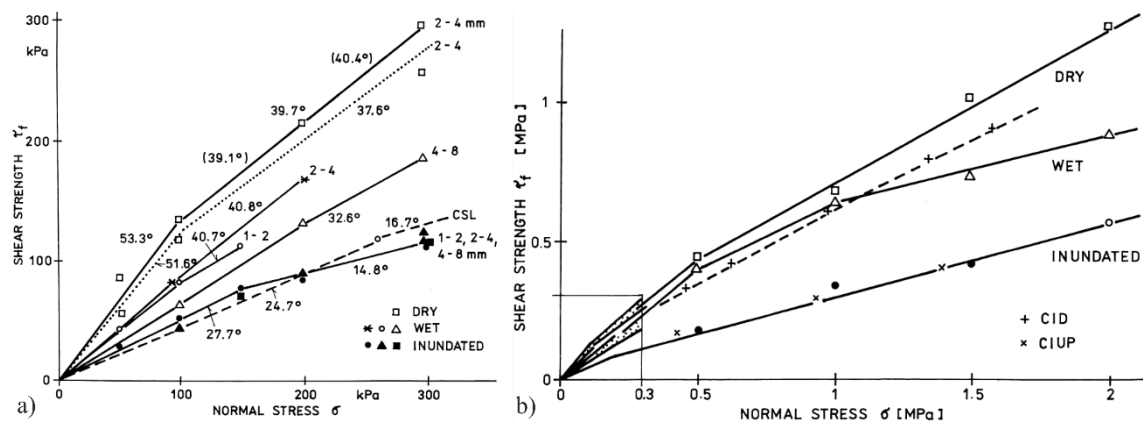 300
kPa
200
100
0
SHEAR STRENGTH τ'f
0
100
200
kPa
300
NORMAL STRESS σ
(40.4°)
2-4 mm
2-4
39.7°
37.6°
(39.1°)
2-4
4-8
40.8°
53.3°
32.6°
1-2
16.7°
CSL
40.7°
51.6°
1-2, 2-4,
4-8 mm
14.8°
24.7°
27.7°
DRY
WET
INUNDATED
a)
b)
SHEAR STRENGTH τ'f [MPa]
1
0.5
0
DRY
WET
INUNDATED
CID
CIUP
0
0.3
0.5
1
1.5
2
NORMAL STRESS σ [MPa]